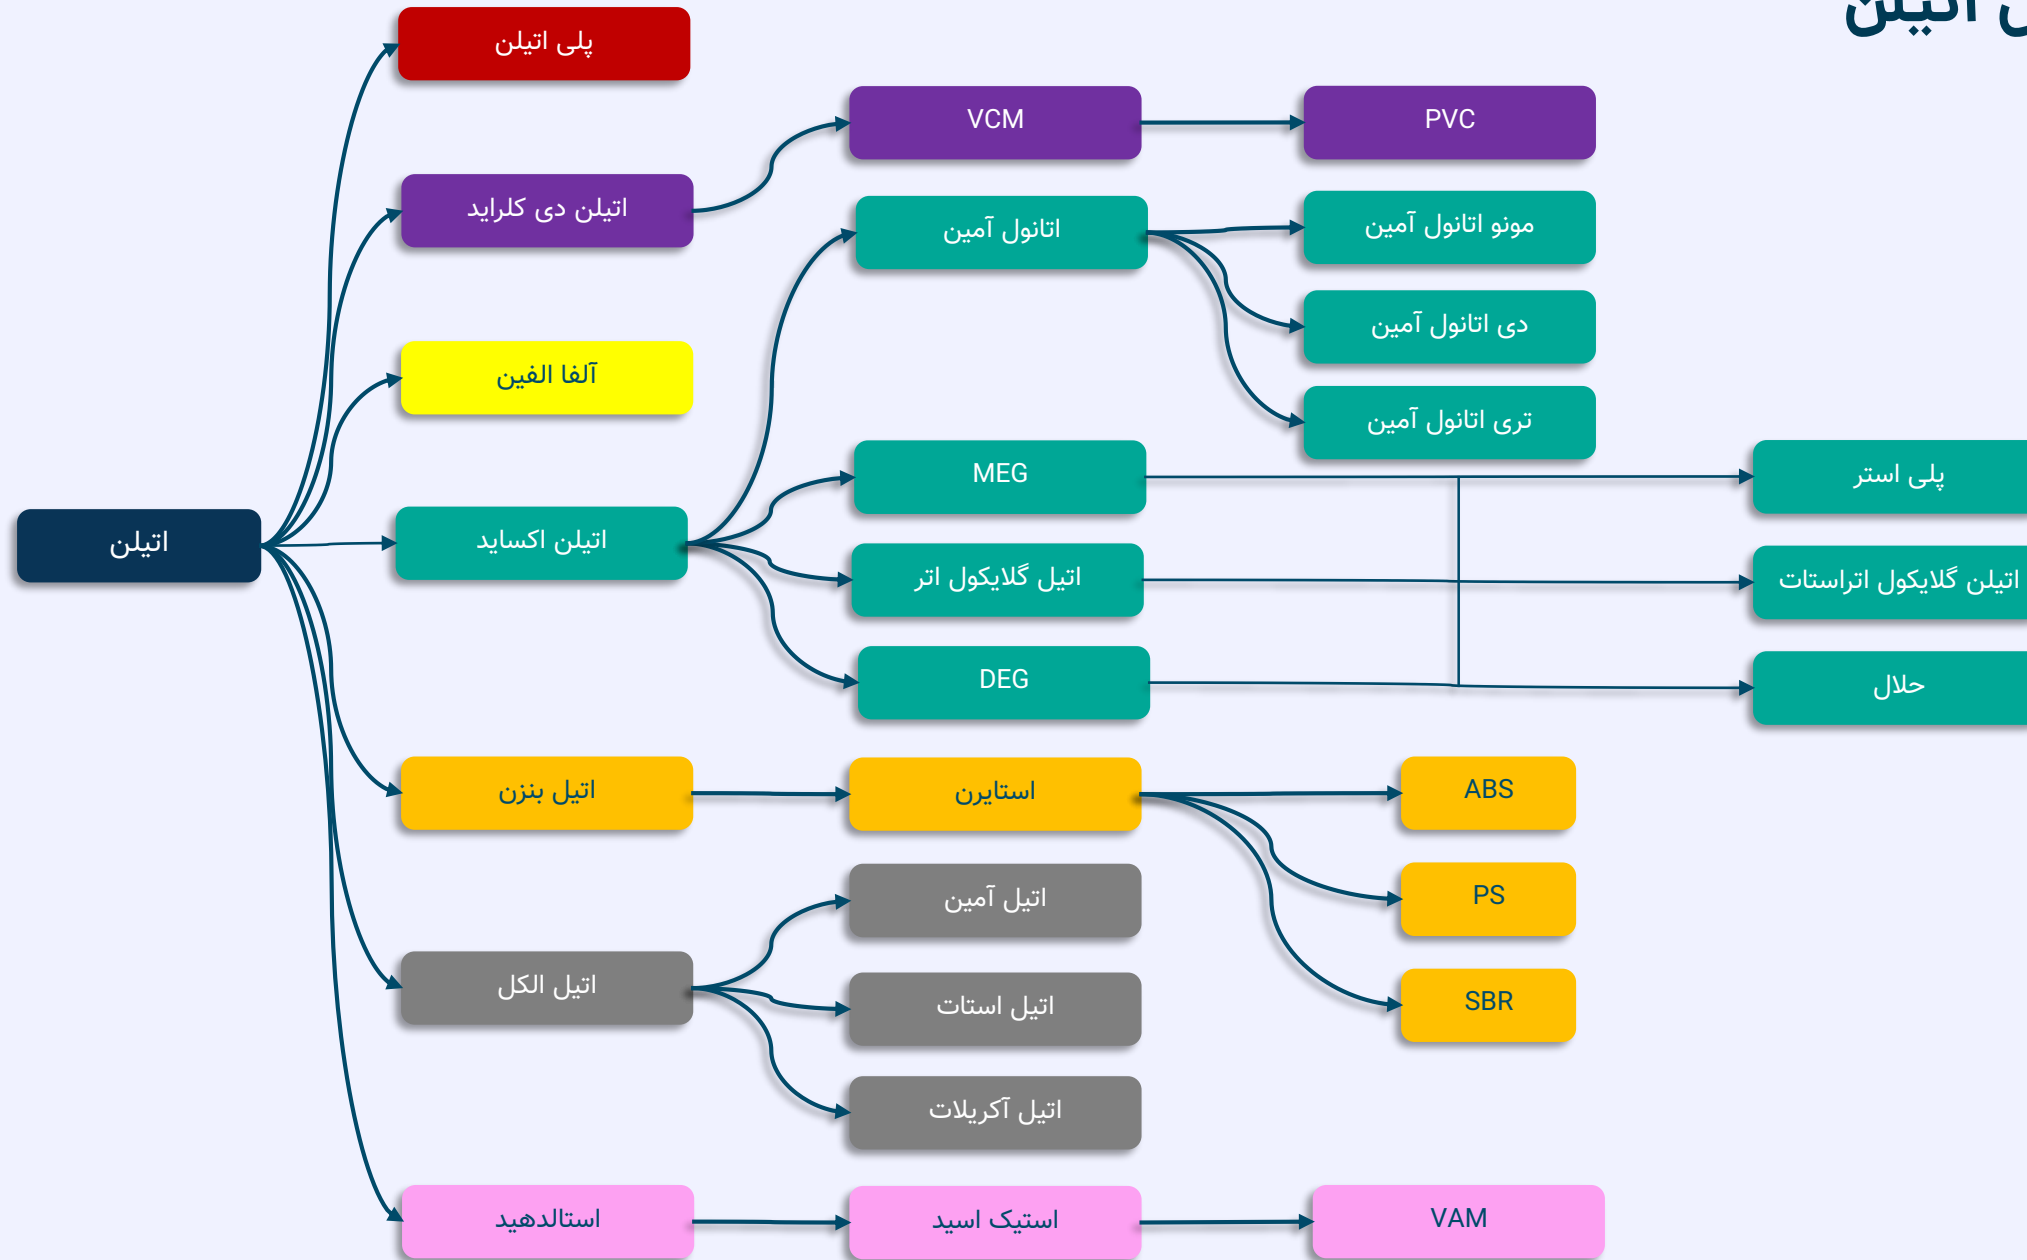 اتیلن
پلی اتیلن
اتیلن دی کلراید
آلفا الفین
اتیلن اکساید
اتیل بنزن
اتیل الکل
استالدهید
VCM
اتانول آمین
MEG
اتیل گلایکول اتر
DEG
استایرن
اتیل آمین
اتیل استات
اتیل آکریلات
استیک اسید
PVC
مونو اتانول آمین
دی اتانول آمین
تری اتانول آمین
ABS
PS
SBR
VAM
پلی استر
اتیلن گلایکول اتراستات
حلال